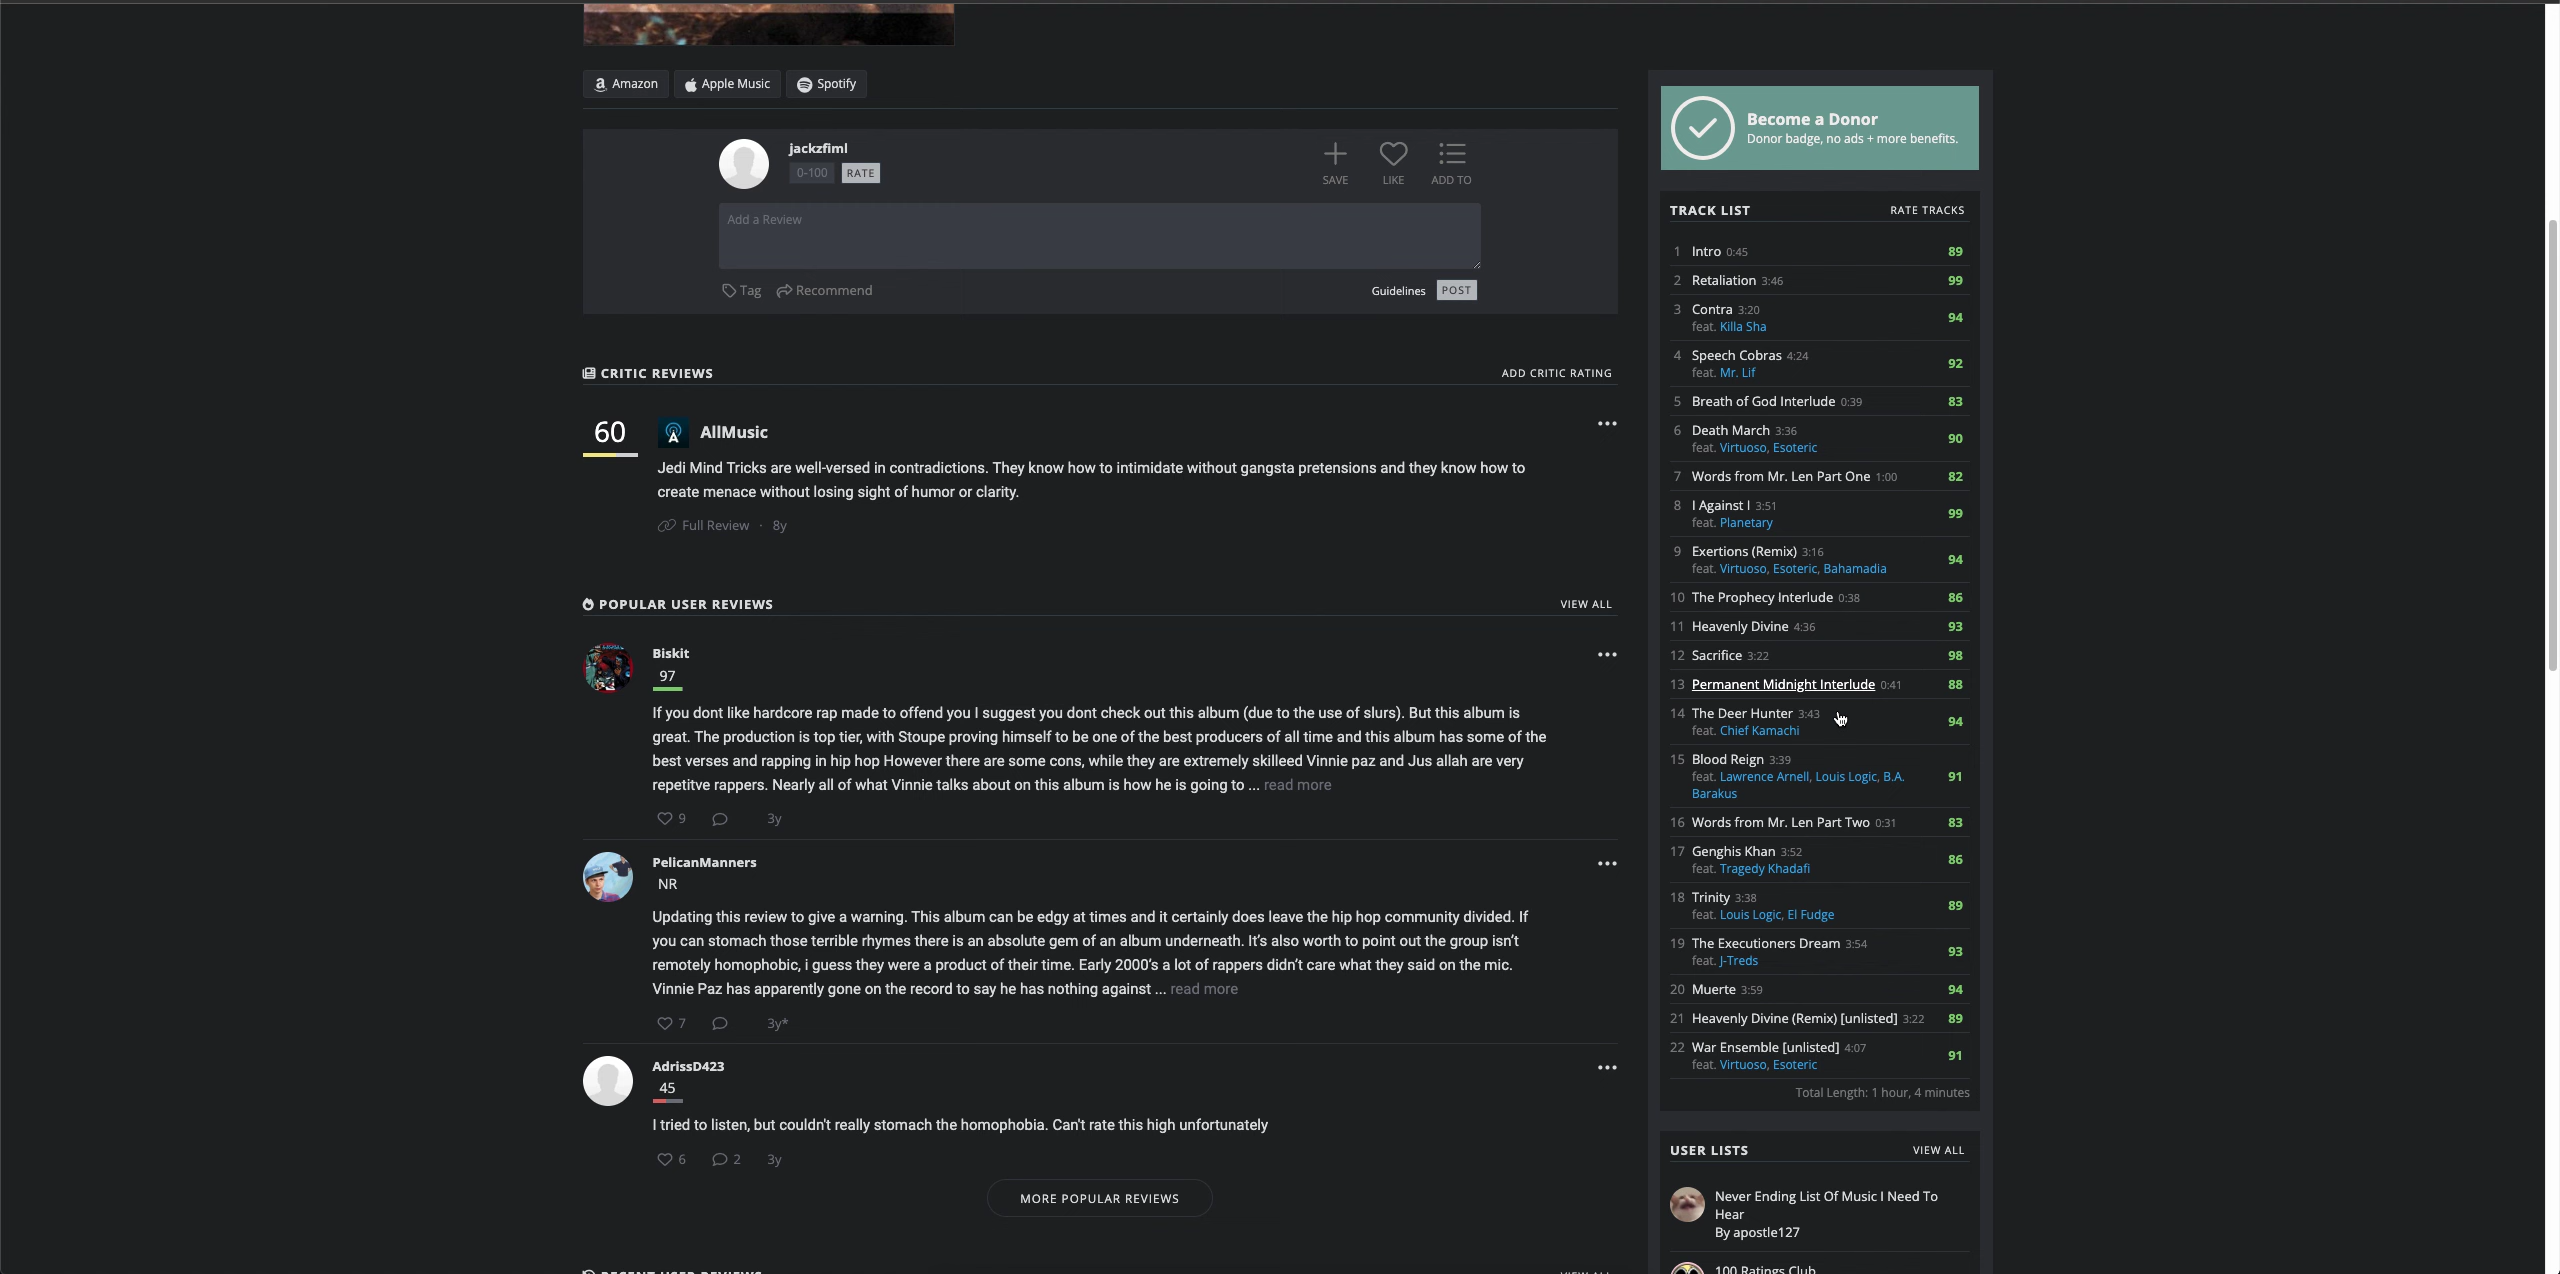 Amazon
Apple Music
Spotify
jackzfiml
0-100 RATE
SAVE LIKE ADD TO
Add a Review
Tag Recommend
Guidelines POST
CRITIC REVIEWS ADD CRITIC RATING
60 AllMusic
Jedi Mind Tricks are well-versed in contradictions. They know how to intimidate without gangsta pretensions and they know how to
create menace without losing sight of humor or clarity.
Full Review · 8y
POPULAR USER REVIEWS VIEW ALL
Biskit
97
If you dont like hardcore rap made to offend you I suggest you dont check out this album (due to the use of slurs). But this album is
great. The production is top tier, with Stoupe proving himself to be one of the best producers of all time and this album has some of the
best verses and rapping in hip hop However there are some cons, while they are extremely skilleed Vinnie paz and Jus allah are very
repetitve rappers. Nearly all of what Vinnie talks about on this album is how he is going to ... read more
9 3y
PelicanManners
NR
Updating this review to give a warning. This album can be edgy at times and it certainly does leave the hip hop community divided. If
you can stomach those terrible rhymes there is an absolute gem of an album underneath. It's also worth to point out the group isn't
remotely homophobic, i guess they were a product of their time. Early 2000's a lot of rappers didn't care what they said on the mic.
Vinnie Paz has apparently gone on the record to say he has nothing against ... read more
7 3y*
AdrissD423
45
I tried to listen, but couldn't really stomach the homophobia. Can't rate this high unfortunately
6 2 3y
MORE POPULAR REVIEWS
RECENT USER REVIEWS VIEW ALL
Become a Donor
Donor badge, no ads + more benefits.
TRACK LIST RATE TRACKS
1 Intro 0:45 89
2 Retaliation 3:46 99
3 Contra 3:20 94
feat. Killa Sha
4 Speech Cobras 4:24 92
feat. Mr. Lif
5 Breath of God Interlude 0:39 83
6 Death March 3:36 90
feat. Virtuoso, Esoteric
7 Words from Mr. Len Part One 1:00 82
8 I Against I 3:51 99
feat. Planetary
9 Exertions (Remix) 3:16 94
feat. Virtuoso, Esoteric, Bahamadia
10 The Prophecy Interlude 0:38 86
11 Heavenly Divine 4:36 93
12 Sacrifice 3:22 98
13 Permanent Midnight Interlude 0:41 88
14 The Deer Hunter 3:43 94
feat. Chief Kamachi
15 Blood Reign 3:39 91
feat. Lawrence Arnell, Louis Logic, B.A.
Barakus
16 Words from Mr. Len Part Two 0:31 83
17 Genghis Khan 3:52 86
feat. Tragedy Khadafi
18 Trinity 3:38 89
feat. Louis Logic, El Fudge
19 The Executioners Dream 3:54 93
feat. J-Treds
20 Muerte 3:59 94
21 Heavenly Divine (Remix) [unlisted] 3:22 89
22 War Ensemble [unlisted] 4:07 91
feat. Virtuoso, Esoteric
Total Length: 1 hour, 4 minutes
USER LISTS VIEW ALL
Never Ending List Of Music I Need To
Hear
By apostle127
100 Ratings Club